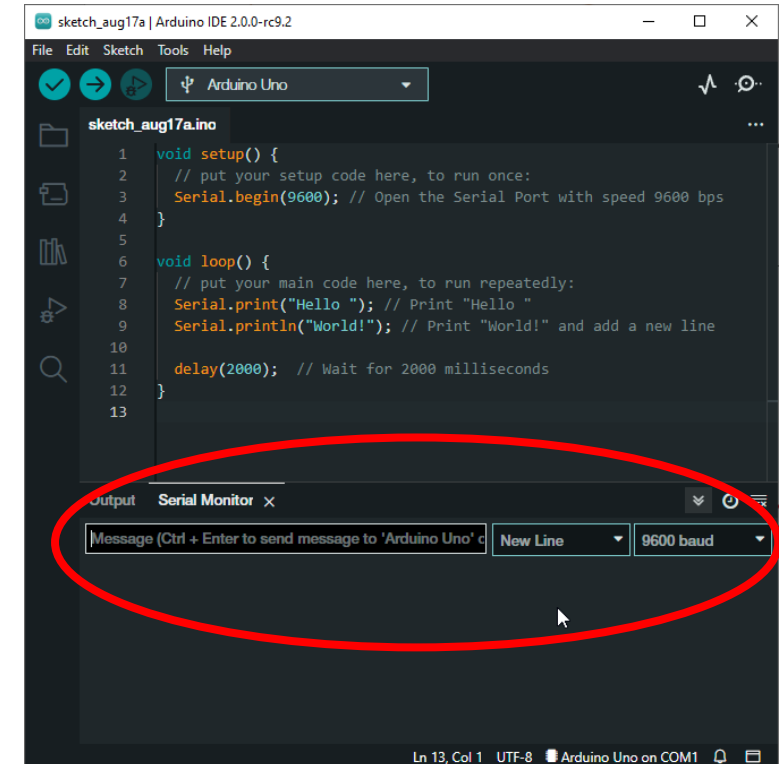 sketch_aug17a | Arduino IDE 2.0.0-rc9.2
File Edit Sketch Tools Help
Arduino Uno
sketch_aug17a.ino
1 void setup() {
2 // put your setup code here, to run once:
3 Serial.begin(9600); // Open the Serial Port with speed 9600 bps
4 }
5
6 void loop() {
7 // put your main code here, to run repeatedly:
8 Serial.print("Hello "); // Print "Hello "
9 Serial.println("World!"); // Print "World!" and add a new line
10
11 delay(2000); // Wait for 2000 milliseconds
12 }
13
Output Serial Monitor
Message (Ctrl + Enter to send message to 'Arduino Uno' New Line 9600 baud
Ln 13, Col 1 UTF-8 Arduino Uno on COM1